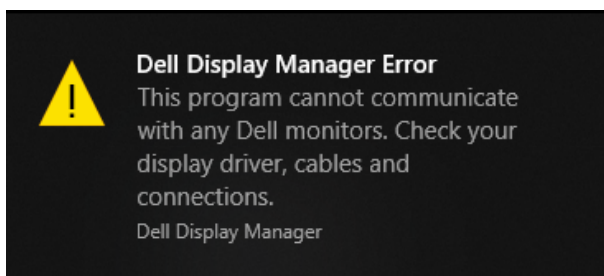 Dell Display Manager Error
This program cannot communicate
with any Dell monitors. Check your
display driver, cables and
connections.
Dell Display Manager